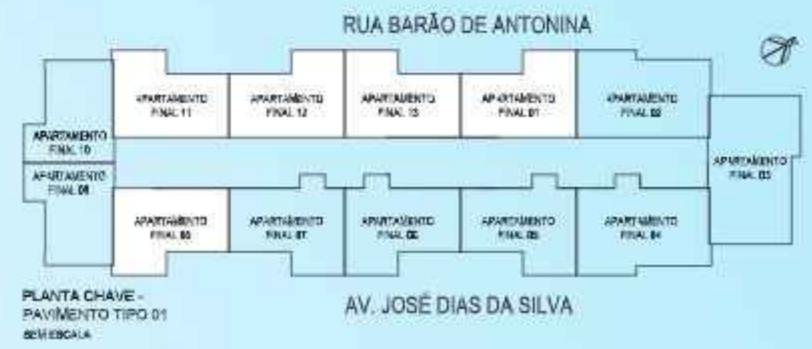 RUA BARÃO DE ANTONINA
APARTAMENTO
FINAL 11
APARTAMENTO
FINAL 12
APARTAMENTO
FINAL 13
APARTAMENTO
FINAL 01
APARTAMENTO
FINAL 02
APARTAMENTO
FINAL 10
APARTAMENTO
FINAL 03
APARTAMENTO
FINAL 09
APARTAMENTO
FINAL 08
APARTAMENTO
FINAL 07
APARTAMENTO
FINAL 06
APARTAMENTO
FINAL 05
APARTAMENTO
FINAL 04
PLANTA CHAVE -
PAVIMENTO TIPO 01
SEM ESCALA
AV. JOSÉ DIAS DA SILVA